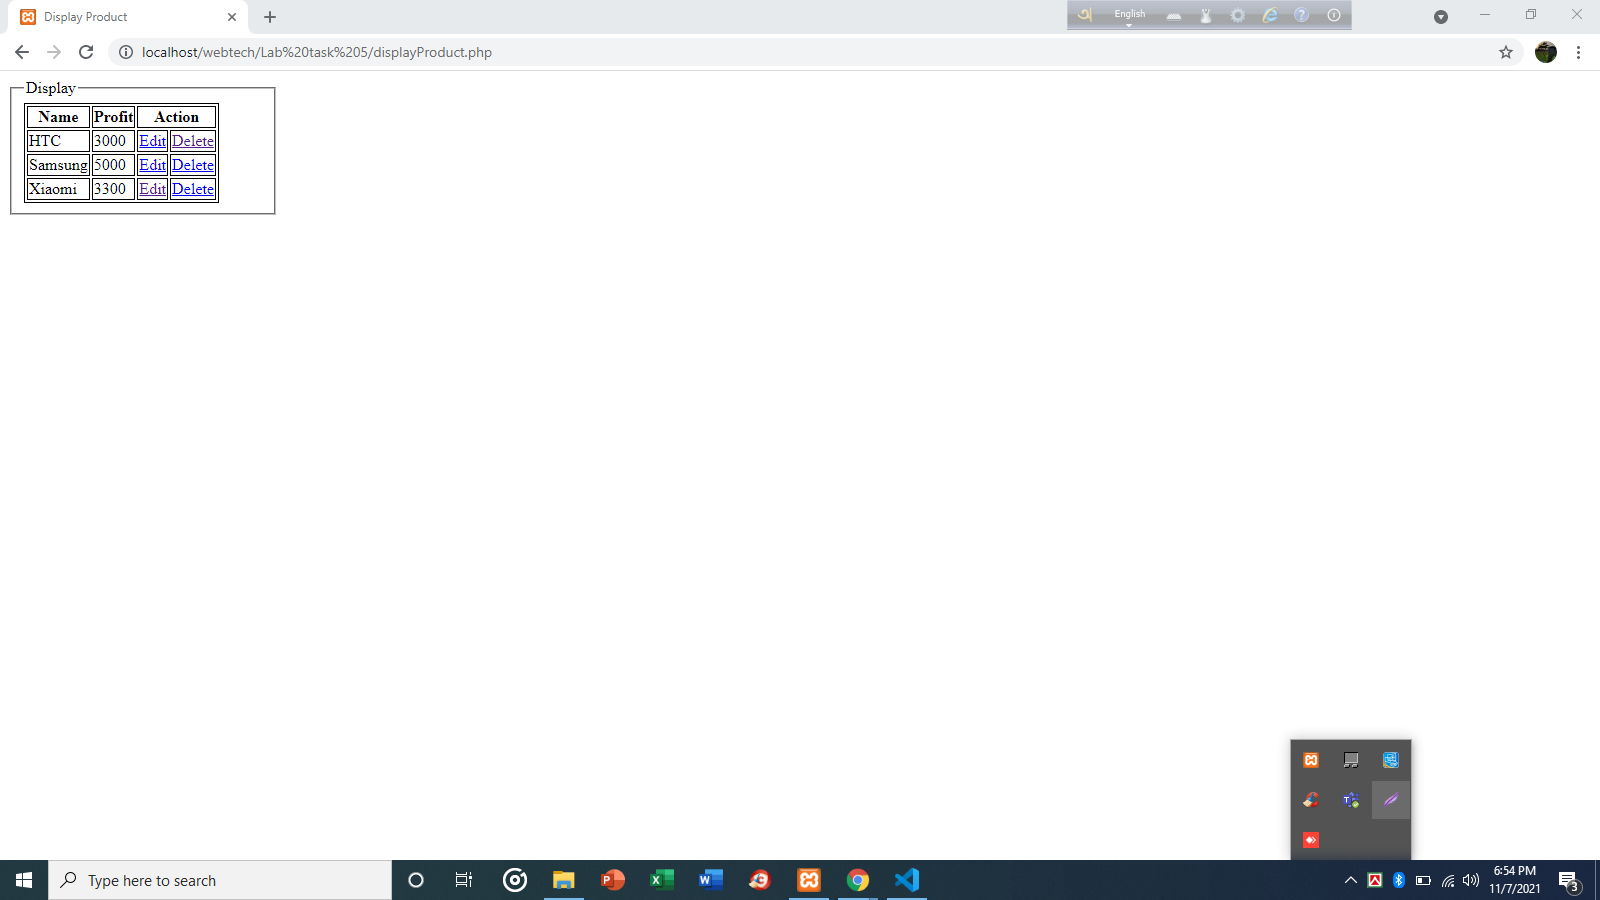 Display Product
English
localhost/webtech/Lab%20task%205/displayProduct.php
Display
Name Profit Action
HTC 3000 Edit Delete
Samsung 5000 Edit Delete
Xiaomi 3300 Edit Delete
Type here to search
6:54 PM
11/7/2021
3